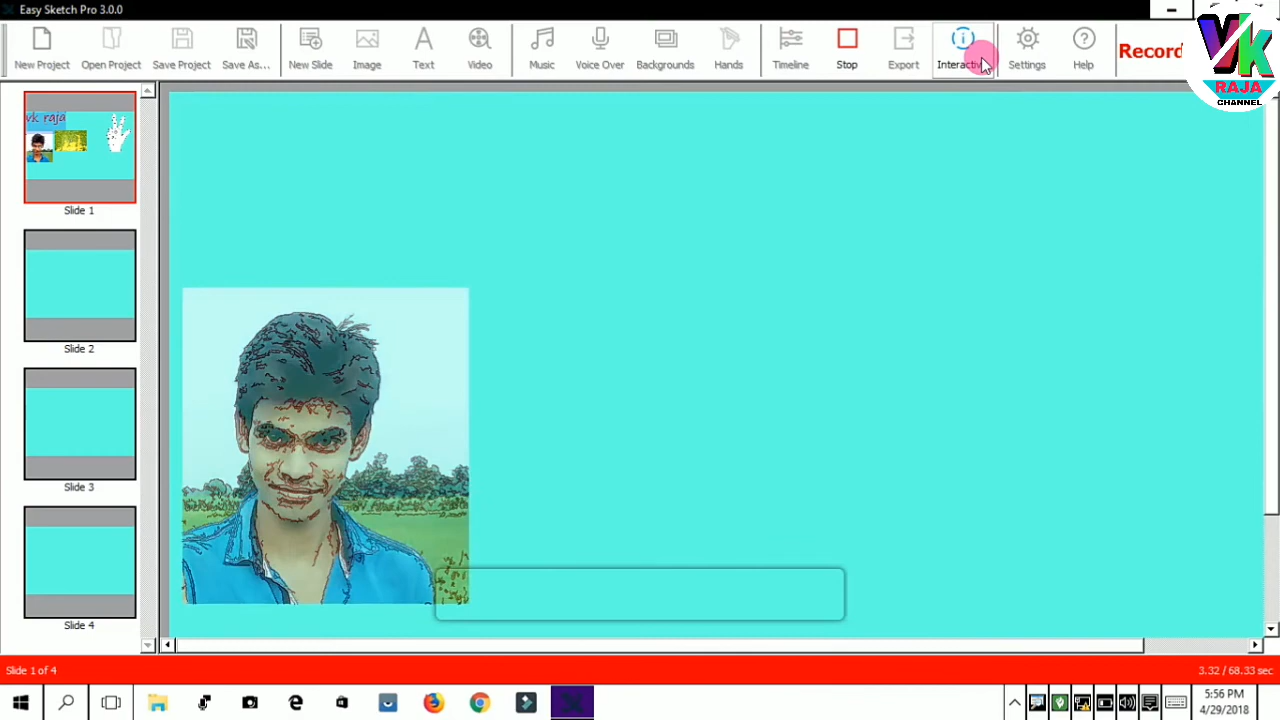 Easy Sketch Pro 3.0.0
New Project Open Project Save Project Save As... New Slide Image Text Video Music Voice Over Backgrounds Hands Timeline Stop Export Interactive Settings Help
Record
VK
RAJA
CHANNEL
vk raja
Slide 1
Slide 2
Slide 3
Slide 4
Slide 1 of 4
3.32 / 68.33 sec
5:56 PM
4/29/2018